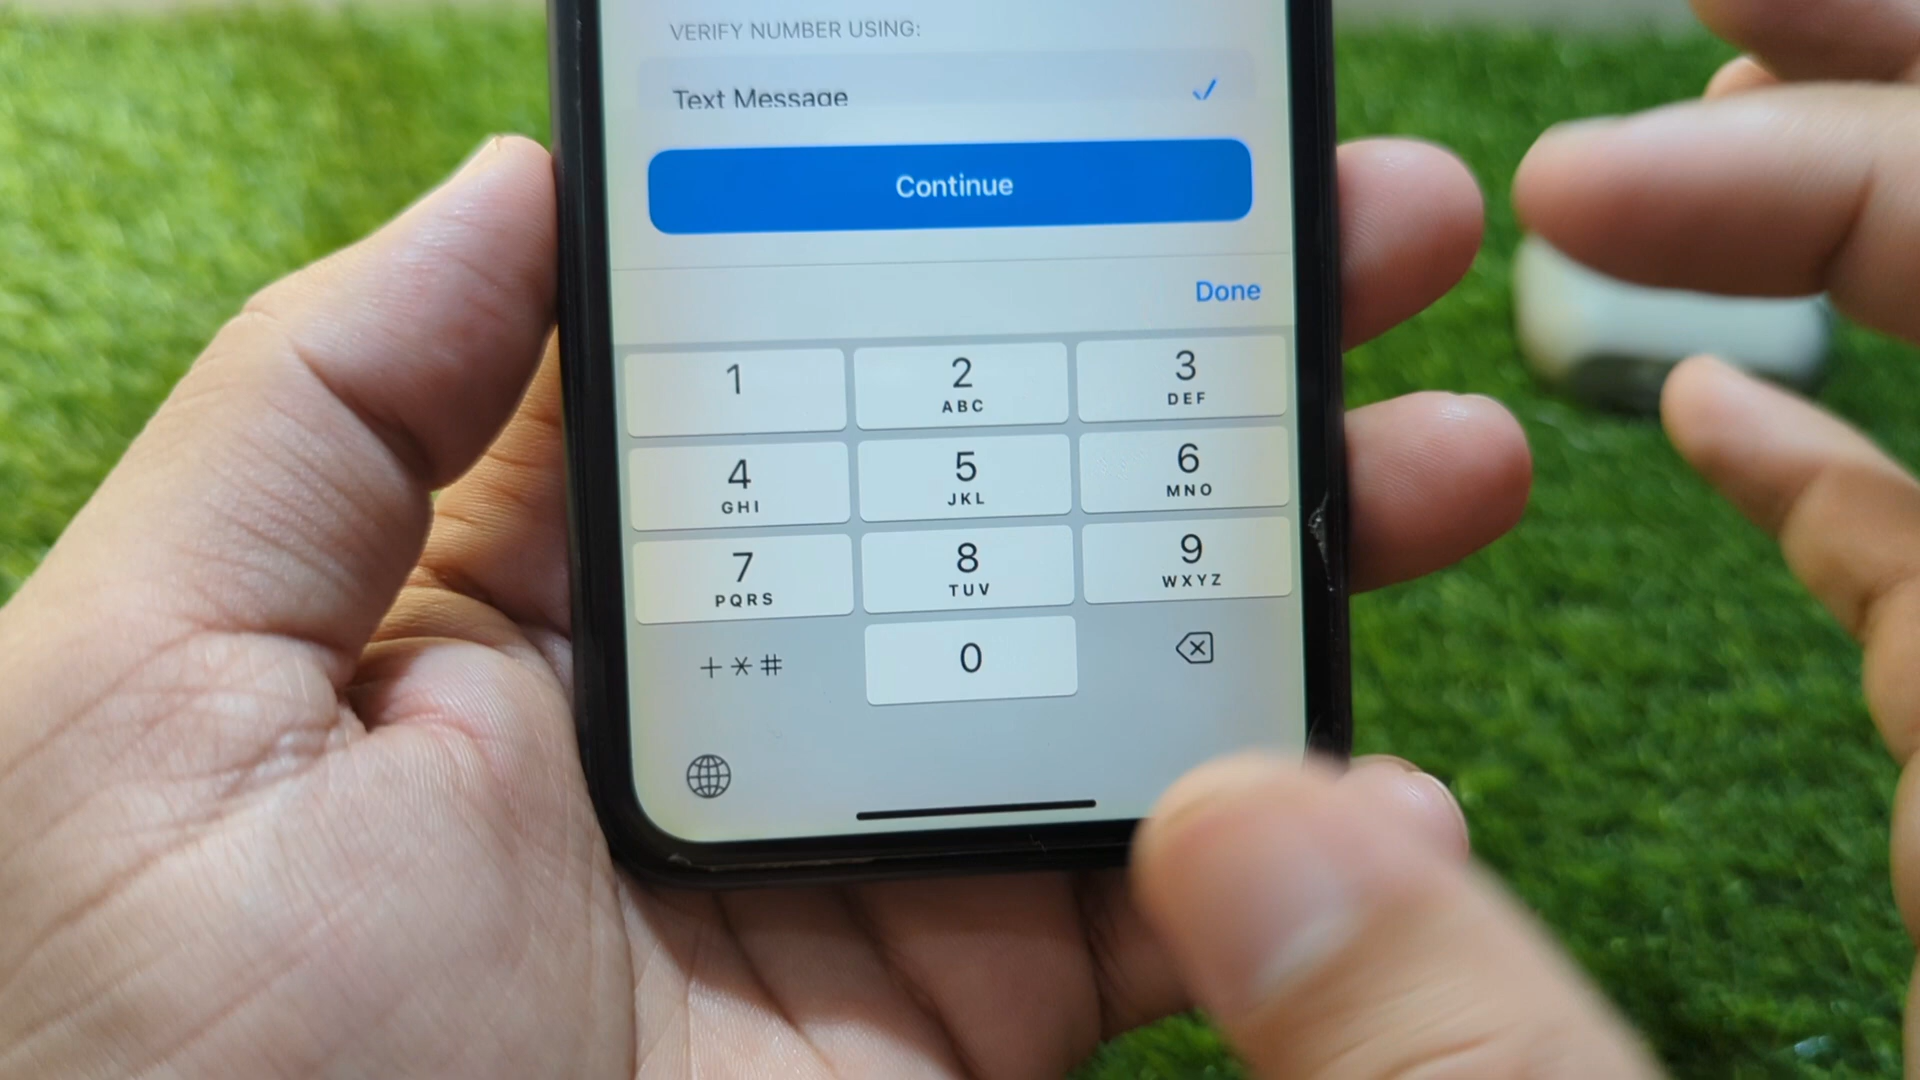 VERIFY NUMBER USING:
Text Message
Continue
Done
1
2
ABC
3
DEF
4
GHI
5
JKL
6
MNO
7
PQRS
8
TUV
9
WXYZ
+*#
0